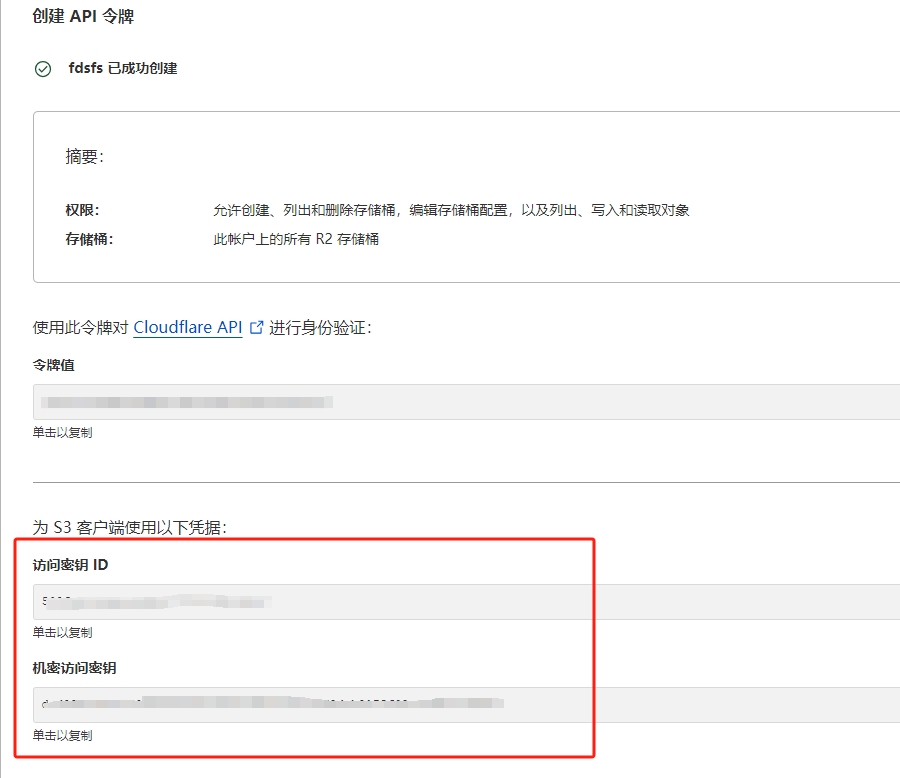 创建 API 令牌
fdsfs 已成功创建
摘要：
权限： 允许创建、列出和删除存储桶，编辑存储桶配置，以及列出、写入和读取对象
存储桶： 此帐户上的所有 R2 存储桶
使用此令牌对 Cloudflare API 进行身份验证：
令牌值
单击以复制
为 S3 客户端使用以下凭据：
访问密钥 ID
单击以复制
机密访问密钥
单击以复制